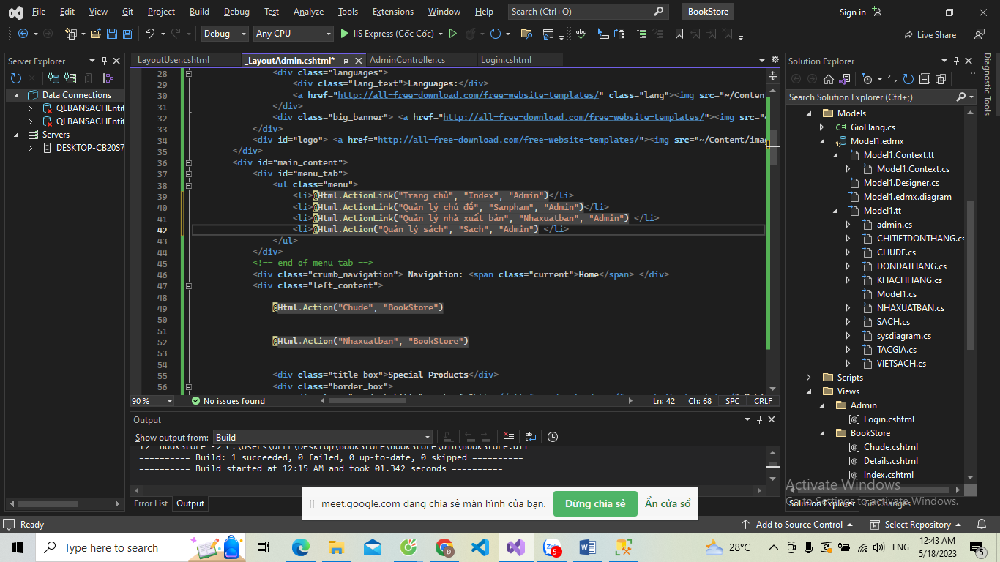 File Edit View Git Project Build Debug Test Analyze Tools Extensions Window Help Search (Ctrl+Q) BookStore Sign in
Debug Any CPU IIS Express (Cốc Cốc) Live Share
Server Explorer
Data Connections
QLBANSACHEntit
QLBANSACHEntit
Servers
DESKTOP-CB20S7
_LayoutUser.cshtml _LayoutAdmin.cshtml* AdminController.cs Login.cshtml
28 <div class="languages">
29 <div class="lang_text">Languages:</div>
30 <a href="http://all-free-download.com/free-website-templates/" class="lang"><img src="~/Conten
31 </div>
32 <div class="big_banner"> <a href="http://all-free-download.com/free-website-templates/"><img src="
33 </div>
34 <div id="logo"> <a href="http://all-free-download.com/free-website-templates/"><img src="~/Content/ima
35 </div>
36 <div id="main_content">
37 <div id="menu_tab">
38 <ul class="menu">
39 <li>@Html.ActionLink("Trang chủ", "Index", "Admin")</li>
40 <li>@Html.ActionLink("Quản lý chủ đề", "Sanpham", "Admin")</li>
41 <li>@Html.ActionLink("Quản lý nhà xuất bản", "Nhaxuatban", "Admin") </li>
42 <li>@Html.Action("Quản lý sách", "Sach", "Admin") </li>
43 </ul>
44 </div>
45 <!-- end of menu tab -->
46 <div class="crumb_navigation"> Navigation: <span class="current">Home</span> </div>
47 <div class="left_content">
48
49 @Html.Action("Chude", "BookStore")
50
51
52 @Html.Action("Nhaxuatban", "BookStore")
53
54
55 <div class="title_box">Special Products</div>
56 <div class="border_box">
90 % No issues found Ln: 42 Ch: 68 SPC CRLF
Output
Show output from: Build
1> BookStore -> C:\Users\DELL\Desktop\BookStore\BookStore\bin\BookStore.dll
========== Build: 1 succeeded, 0 failed, 0 up-to-date, 0 skipped ==========
========== Build started at 12:15 AM and took 01.342 seconds ==========
Error List Output
Solution Explorer
Search Solution Explorer (Ctrl+;)
Models
C# GioHang.cs
Model1.edmx
Model1.Context.tt
Model1.Context.cs
Model1.Designer.cs
Model1.edmx.diagram
Model1.tt
admin.cs
CHITIETDONTHANG.cs
CHUDE.cs
DONDATHANG.cs
KHACHHANG.cs
Model1.cs
NHAXUATBAN.cs
SACH.cs
sysdiagram.cs
TACGIA.cs
VIETSACH.cs
Scripts
Views
Admin
Login.cshtml
BookStore
Chude.cshtml
Details.cshtml
Index.cshtml
Solution Explorer Git Changes
Diagnostic Tools
Activate Windows
Go to Settings to activate Windows.
meet.google.com đang chia sẻ màn hình của bạn. Dừng chia sẻ Ẩn cửa sổ
Ready Add to Source Control Select Repository
Type here to search 5+ 28°C ENG 12:43 AM
5/18/2023 5